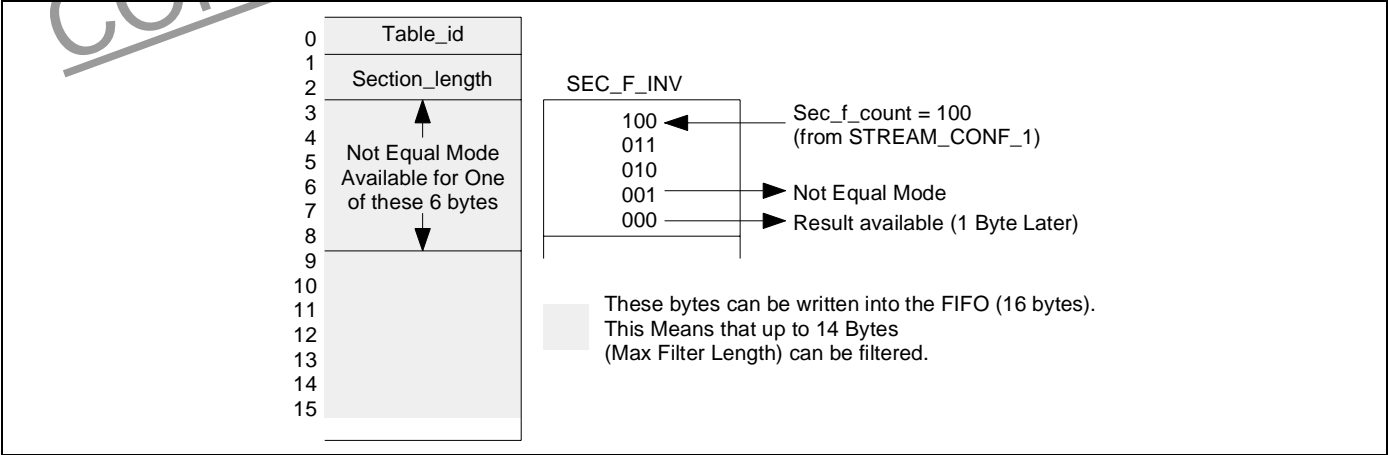 0 Table_id
1
2 Section_length
SEC_F_INV
3
4
5
6
7
8
Not Equal Mode
Available for One
of these 6 bytes
100
011
010
001
000
Sec_f_count = 100
(from STREAM_CONF_1)
Not Equal Mode
Result available (1 Byte Later)
9
10
11
12
13
14
15
These bytes can be written into the FIFO (16 bytes).
This Means that up to 14 Bytes
(Max Filter Length) can be filtered.